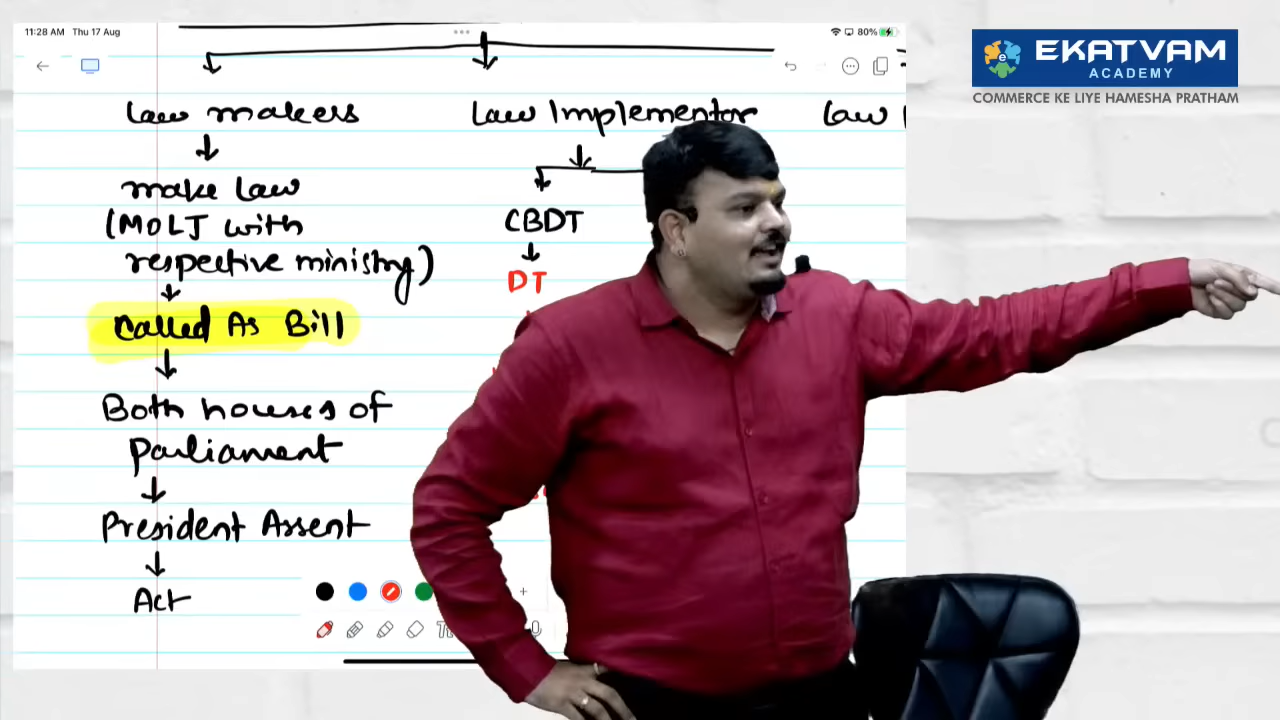 11:28 AM Thu 17 Aug
80%
EKATVAM
ACADEMY
COMMERCE KE LIYE HAMESHA PRATHAM
Law makers
Law Implementor
Law
make Law
(MOLJ with
respective ministry)
CBDT
DT
Called As Bill
Both houses of
Parliament
President Assent
Act